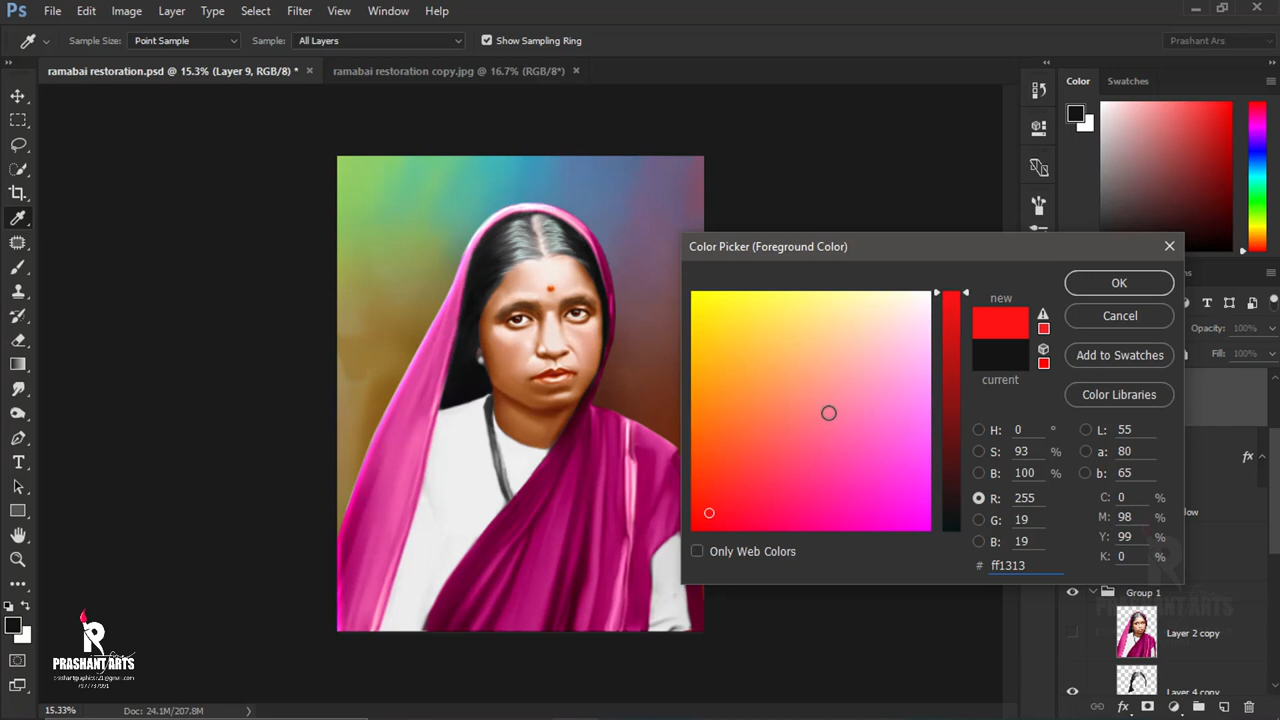 Ps File Edit Image Layer Type Select Filter View Window Help
Sample Size: Point Sample Sample: All Layers Show Sampling Ring Prashant Ars
ramabai restoration.psd @ 15.3% (Layer 9, RGB/8) * × ramabai restoration copy.jpg @ 16.7% (RGB/8*) ×
Color Swatches
Color Picker (Foreground Color)
new
OK
Cancel
Add to Swatches
current
Color Libraries
H: 0 ° L: 55
S: 93 % a: 80
B: 100 % b: 65
R: 255 C: 0 %
G: 19 M: 98 %
B: 19 Y: 99 %
K: 0 %
Only Web Colors
# ff1313
Opacity: 100%
Fill: 100%
fx
Group 1
Layer 2 copy
Layer 4 copy
fx
R
PRASHANT ARTS
15.33% Doc: 24.1M/207.8M